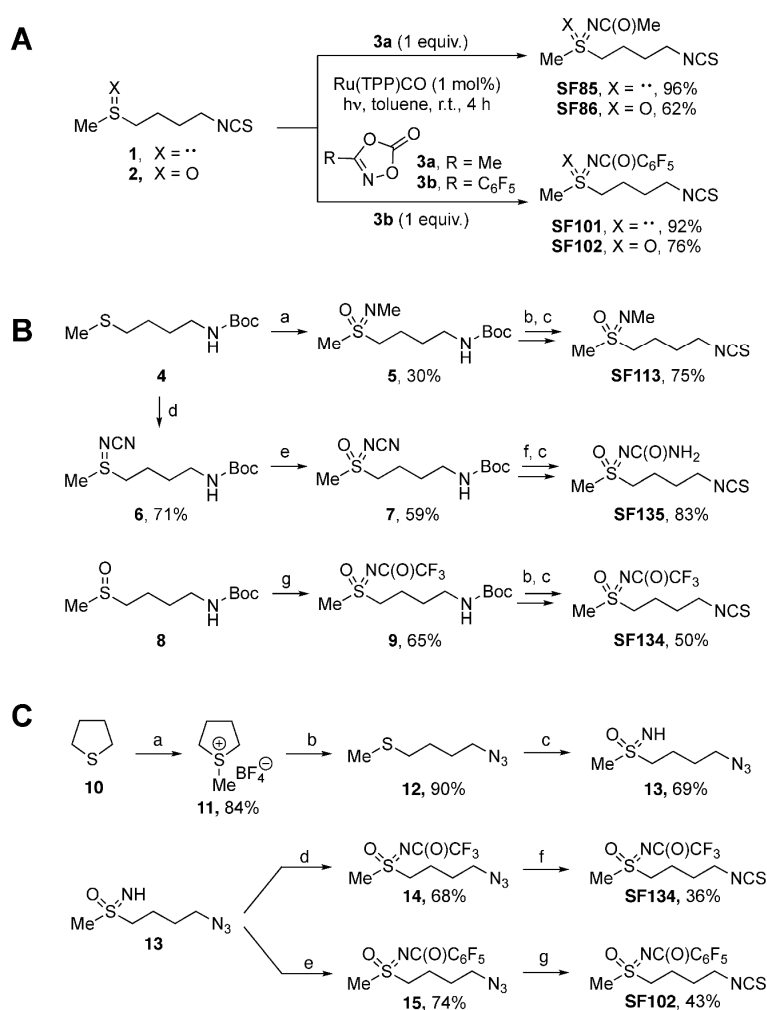 A
X
S
Me
NCS
1, X = ••
2, X = O
3a (1 equiv.)
Ru(TPP)CO (1 mol%)
hν, toluene, r.t., 4 h
R
O
O
N
O
3a, R = Me
3b, R = C6F5
3b (1 equiv.)
X NC(O)Me
S
Me
NCS
SF85, X = ••, 96%
SF86, X = O, 62%
X NC(O)C6F5
S
Me
NCS
SF101, X = ••, 92%
SF102, X = O, 76%
B
Me
S
N
H
Boc
4
a
O NMe
S
Me
N
H
Boc
5, 30%
b, c
O NMe
S
Me
NCS
SF113, 75%
d
NCN
S
Me
N
H
Boc
6, 71%
e
O NCN
S
Me
N
H
Boc
7, 59%
f, c
O NC(O)NH2
S
Me
NCS
SF135, 83%
O
S
Me
N
H
Boc
8
g
O NC(O)CF3
S
Me
N
H
Boc
9, 65%
b, c
O NC(O)CF3
S
Me
NCS
SF134, 50%
C
S
10
a
S
⊕
Me
BF4⊖
11, 84%
b
S
Me
N3
12, 90%
c
O NH
S
Me
N3
13, 69%
O NH
S
Me
N3
13
d
O NC(O)CF3
S
Me
N3
14, 68%
f
O NC(O)CF3
S
Me
NCS
SF134, 36%
e
O NC(O)C6F5
S
Me
N3
15, 74%
g
O NC(O)C6F5
S
Me
NCS
SF102, 43%